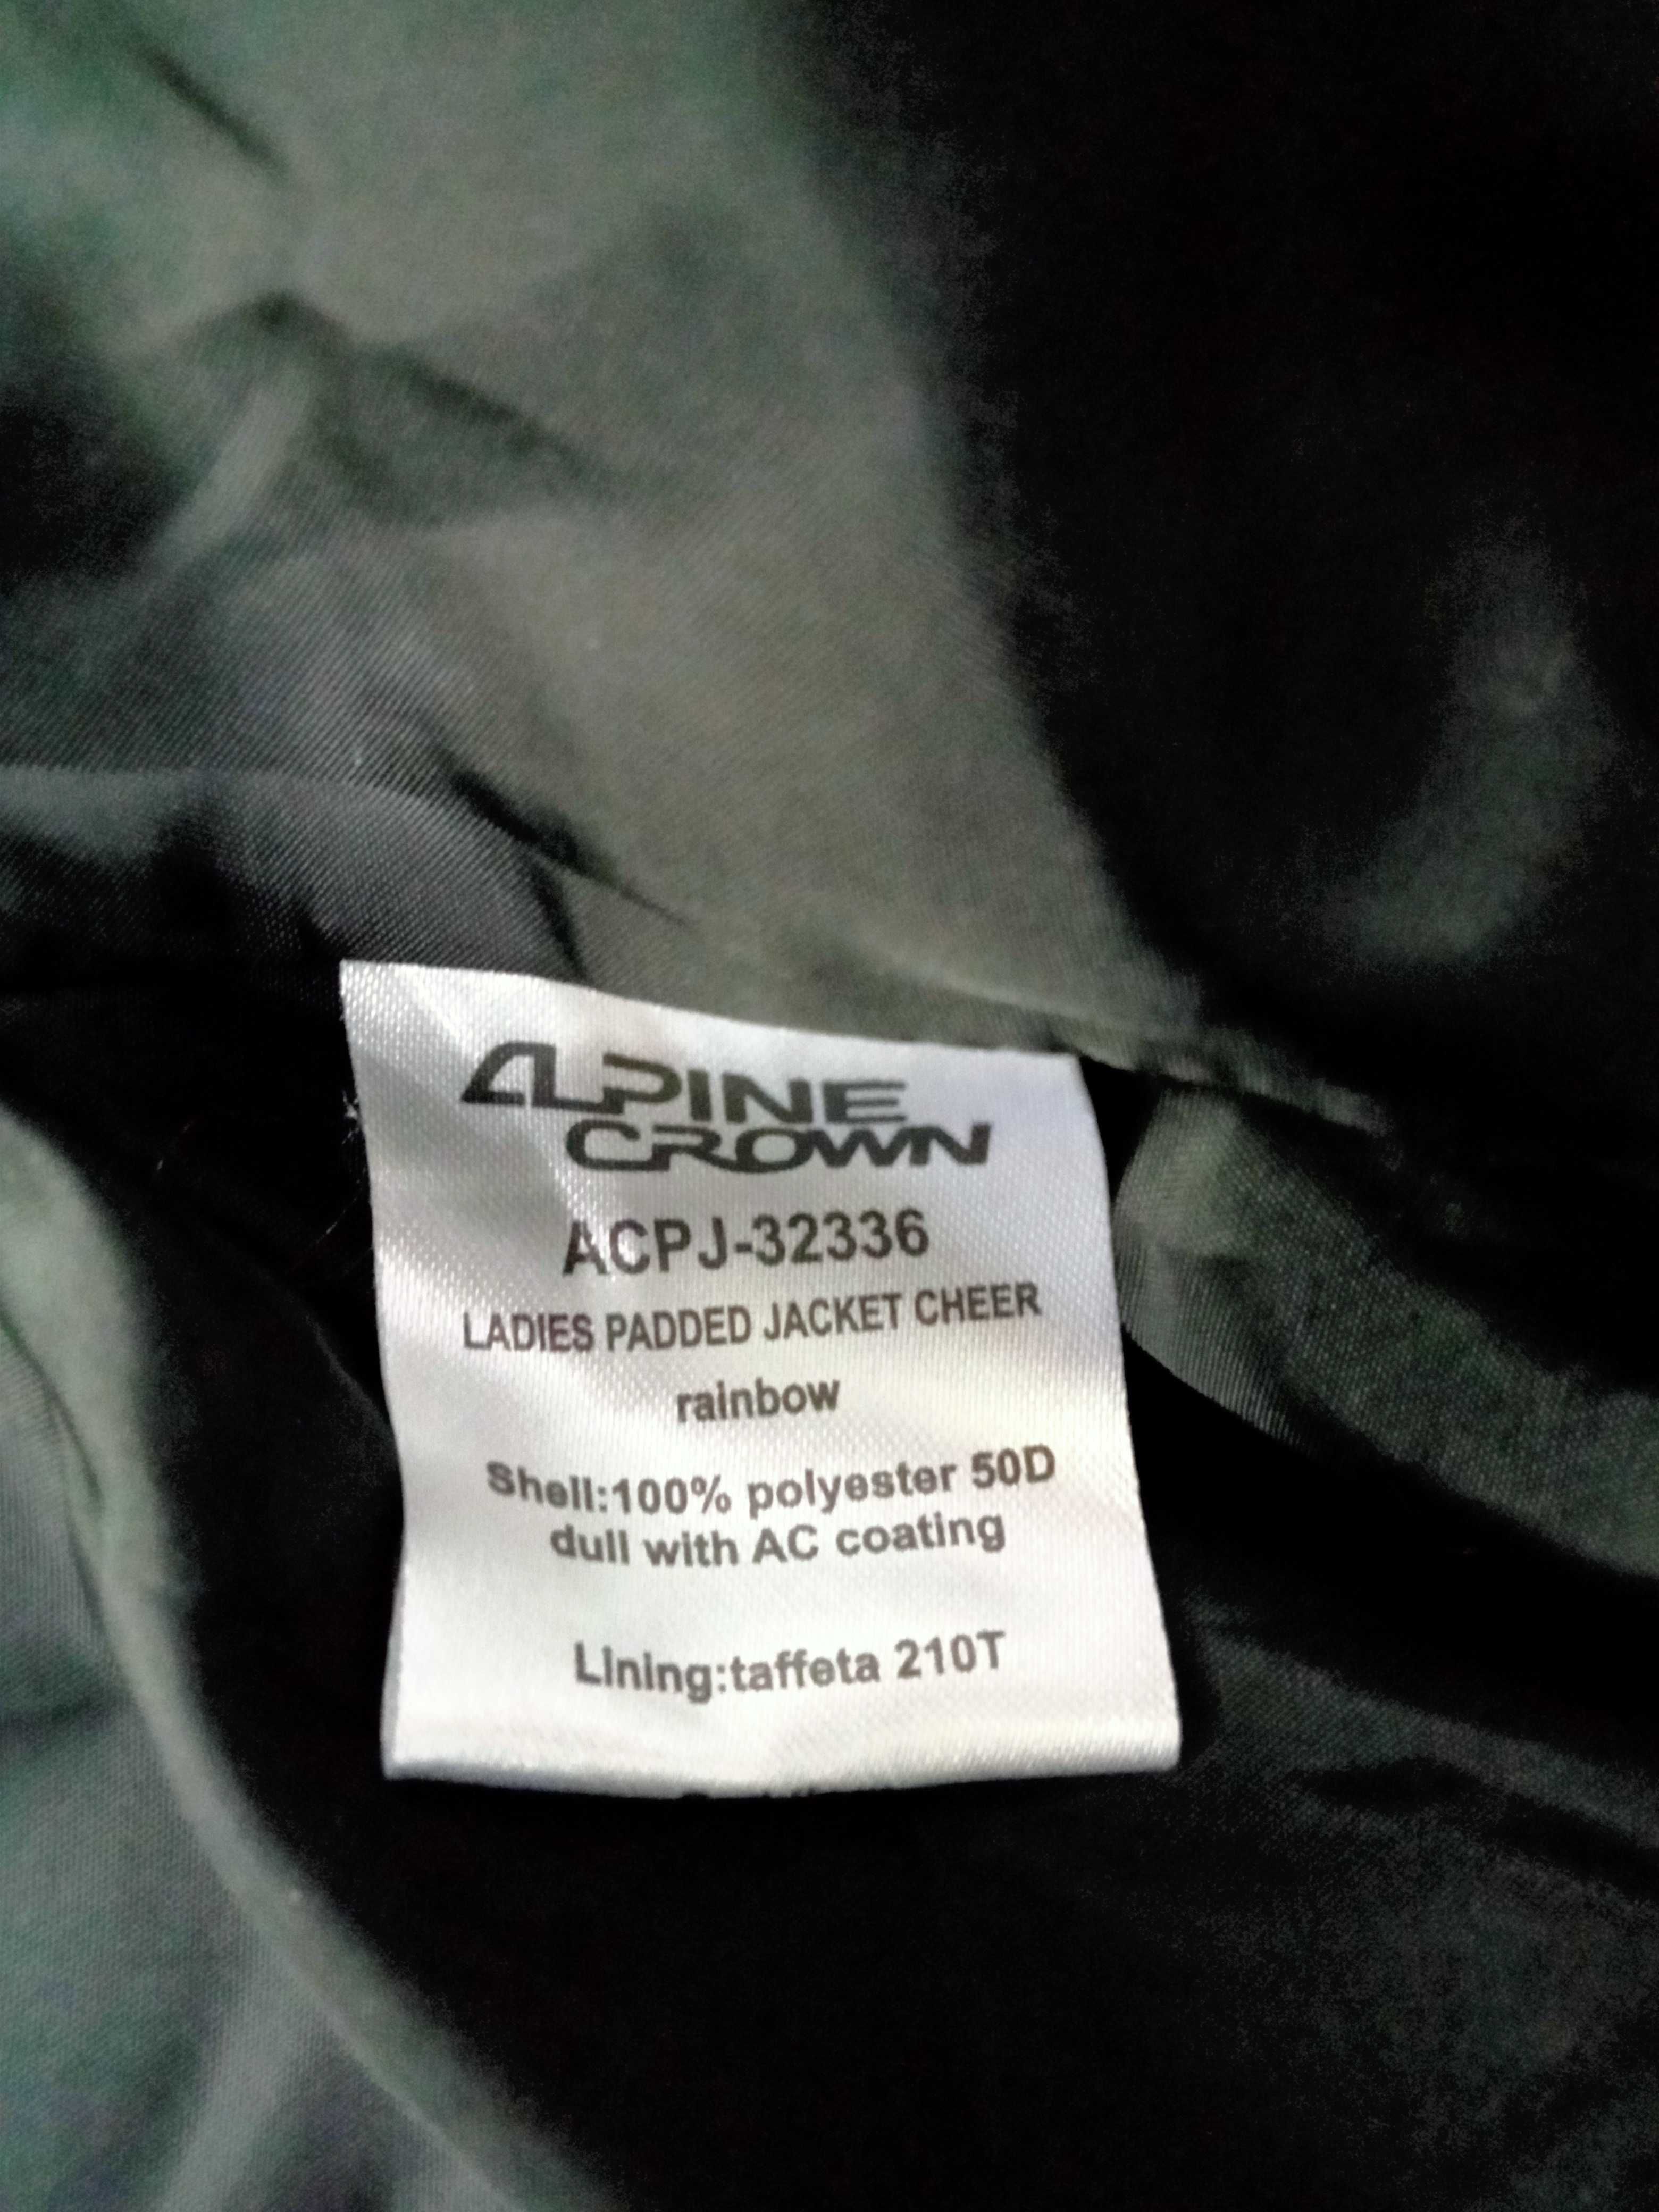 ALPINE
CROWN
ACPJ-32336
LADIES PADDED JACKET CHEER
rainbow
Shell:100% polyester 50D
dull with AC coating
Lining:taffeta 210T